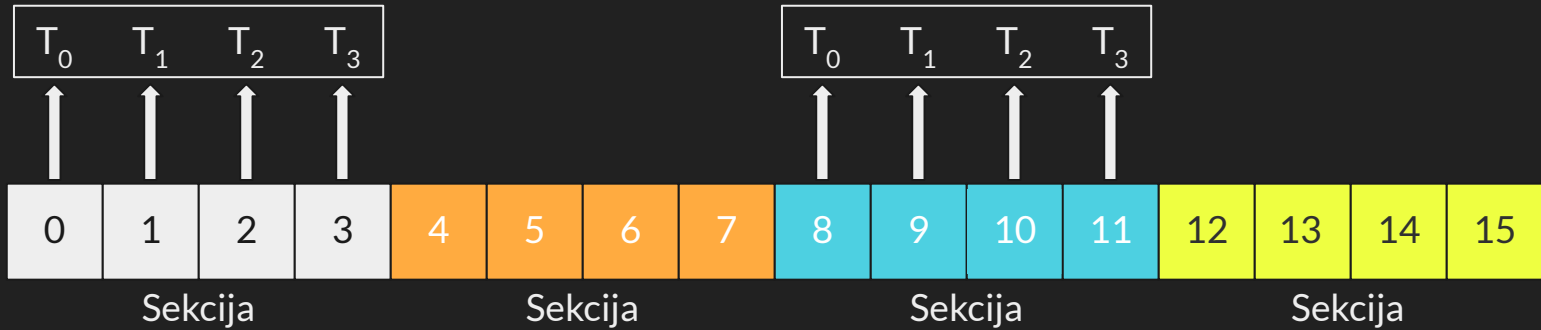 T0 T1 T2 T3 T0 T1 T2 T3
0 1 2 3 4 5 6 7 8 9 10 11 12 13 14 15
Sekcija Sekcija Sekcija Sekcija